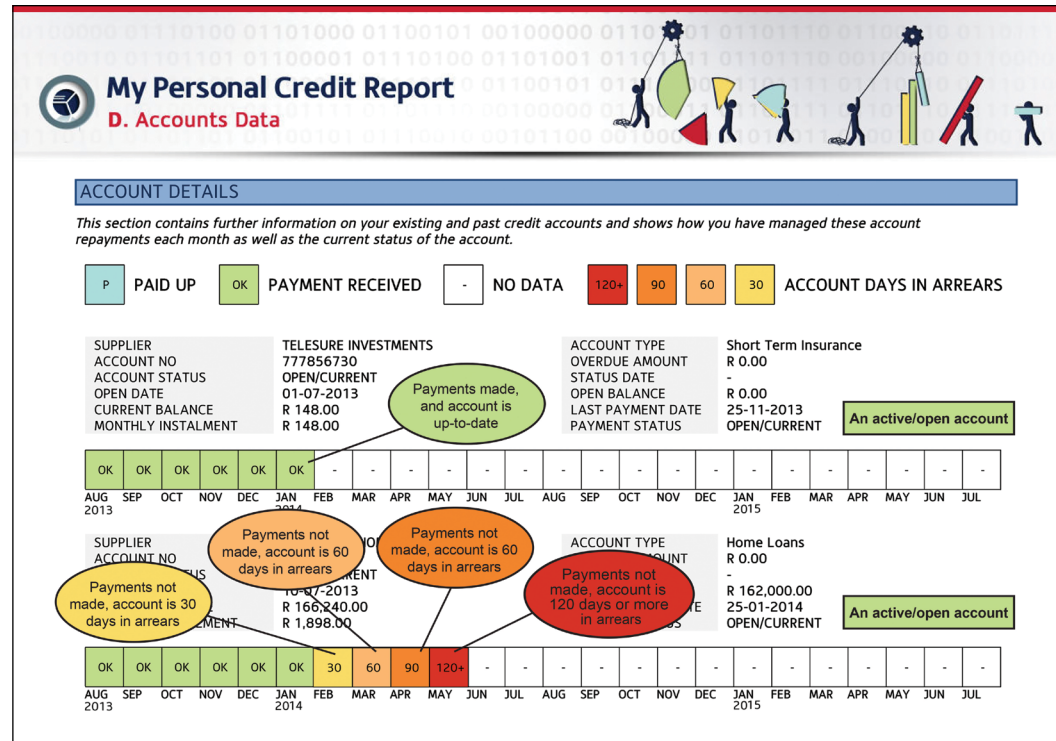 My Personal Credit Report
D. Accounts Data
ACCOUNT DETAILS
This section contains further information on your existing and past credit accounts and shows how you have managed these account
repayments each month as well as the current status of the account.
P PAID UP OK PAYMENT RECEIVED - NO DATA 120+ 90 60 30 ACCOUNT DAYS IN ARREARS
SUPPLIER TELESURE INVESTMENTS ACCOUNT TYPE Short Term Insurance
ACCOUNT NO 777856730 OVERDUE AMOUNT R 0.00
ACCOUNT STATUS OPEN/CURRENT STATUS DATE -
OPEN DATE 01-07-2013 OPEN BALANCE R 0.00
CURRENT BALANCE R 148.00 LAST PAYMENT DATE 25-11-2013
MONTHLY INSTALMENT R 148.00 PAYMENT STATUS OPEN/CURRENT
Payments made,
and account is
up-to-date
An active/open account
OK OK OK OK OK OK - - - - - - - - - - - - - - - - - -
AUG SEP OCT NOV DEC JAN FEB MAR APR MAY JUN JUL AUG SEP OCT NOV DEC JAN FEB MAR APR MAY JUN JUL
2013 2014 2015
SUPPLIER ACCOUNT TYPE Home Loans
ACCOUNT NO R 0.00
-
10-07-2013 R 162,000.00
R 166,240.00 25-01-2014
R 1,898.00 OPEN/CURRENT
Payments not
made, account is 30
days in arrears
Payments not
made, account is 60
days in arrears
Payments not
made, account is 60
days in arrears
Payments not
made, account is
120 days or more
in arrears
An active/open account
OK OK OK OK OK OK 30 60 90 120+ - - - - - - - - - - - - - -
AUG SEP OCT NOV DEC JAN FEB MAR APR MAY JUN JUL AUG SEP OCT NOV DEC JAN FEB MAR APR MAY JUN JUL
2013 2014 2015